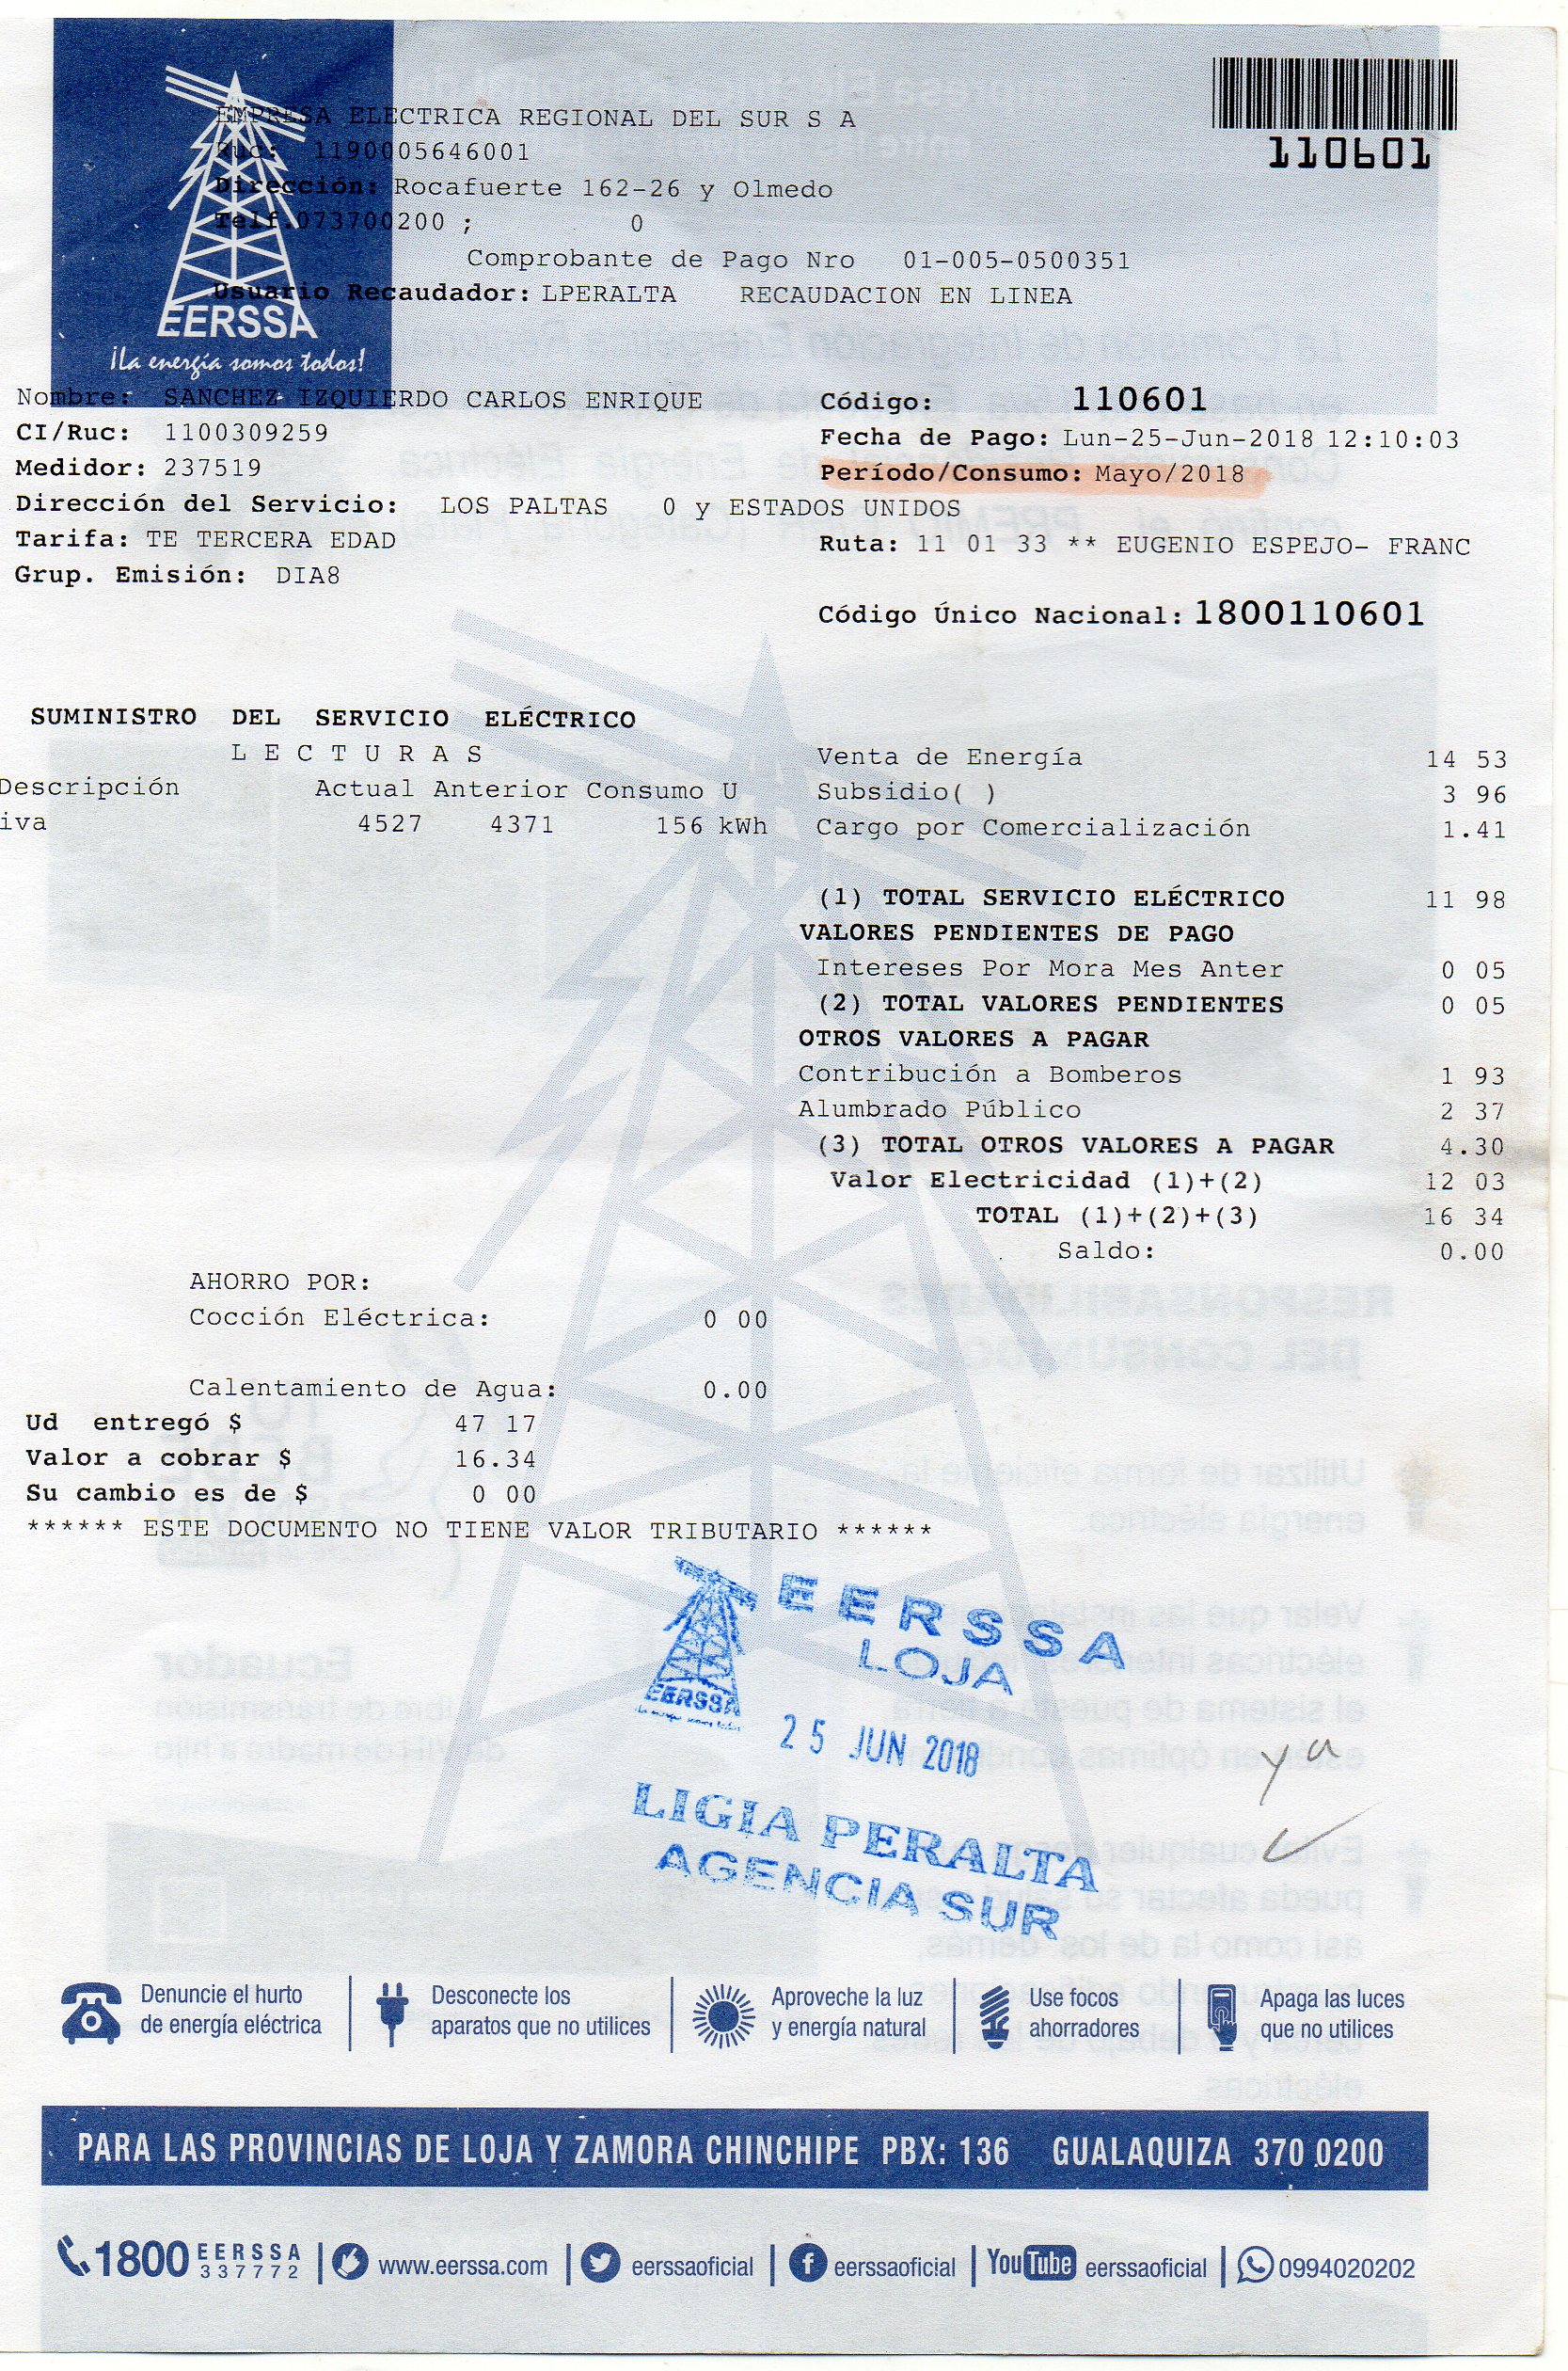 EMPRESA ELECTRICA REGIONAL DEL SUR S A
Ruc: 1190005646001
110601
Dirección: Rocafuerte 162-26 y Olmedo
Telf.073700200 ; 0
Comprobante de Pago Nro 01-005-0500351
Usuario Recaudador: LPERALTA RECAUDACION EN LINEA
EERSSA
¡La energía somos todos!
Nombre: SANCHEZ IZQUIERDO CARLOS ENRIQUE
Código: 110601
CI/Ruc: 1100309259
Fecha de Pago: Lun-25-Jun-2018 12:10:03
Medidor: 237519
Período/Consumo: Mayo/2018
Dirección del Servicio: LOS PALTAS 0 y ESTADOS UNIDOS
Tarifa: TE TERCERA EDAD
Ruta: 11 01 33 ** EUGENIO ESPEJO- FRANC
Grup. Emisión: DIA8
Código Único Nacional: 1800110601
SUMINISTRO DEL SERVICIO ELÉCTRICO
L E C T U R A S
Venta de Energía 14 53
Descripción Actual Anterior Consumo U
Subsidio( ) 3 96
iva 4527 4371 156 kWh
Cargo por Comercialización 1.41
(1) TOTAL SERVICIO ELÉCTRICO 11 98
VALORES PENDIENTES DE PAGO
Intereses Por Mora Mes Anter 0 05
(2) TOTAL VALORES PENDIENTES 0 05
OTROS VALORES A PAGAR
Contribución a Bomberos 1 93
Alumbrado Público 2 37
(3) TOTAL OTROS VALORES A PAGAR 4.30
Valor Electricidad (1)+(2) 12 03
TOTAL (1)+(2)+(3) 16 34
Saldo: 0.00
AHORRO POR:
Cocción Eléctrica: 0 00
Calentamiento de Agua: 0.00
Ud entregó $ 47 17
Valor a cobrar $ 16.34
Su cambio es de $ 0 00
****** ESTE DOCUMENTO NO TIENE VALOR TRIBUTARIO ******
EERSSA
LOJA
EERSSA
25 JUN 2018
ya
LIGIA PERALTA
AGENCIA SUR
Denuncie el hurto
de energía eléctrica
Desconecte los
aparatos que no utilices
Aproveche la luz
y energía natural
Use focos
ahorradores
Apaga las luces
que no utilices
PARA LAS PROVINCIAS DE LOJA Y ZAMORA CHINCHIPE PBX: 136 GUALAQUIZA 370 0200
1800 EERSSA
337772
www.eerssa.com
eerssaoficial
eerssaoficial
YouTube eerssaoficial
0994020202